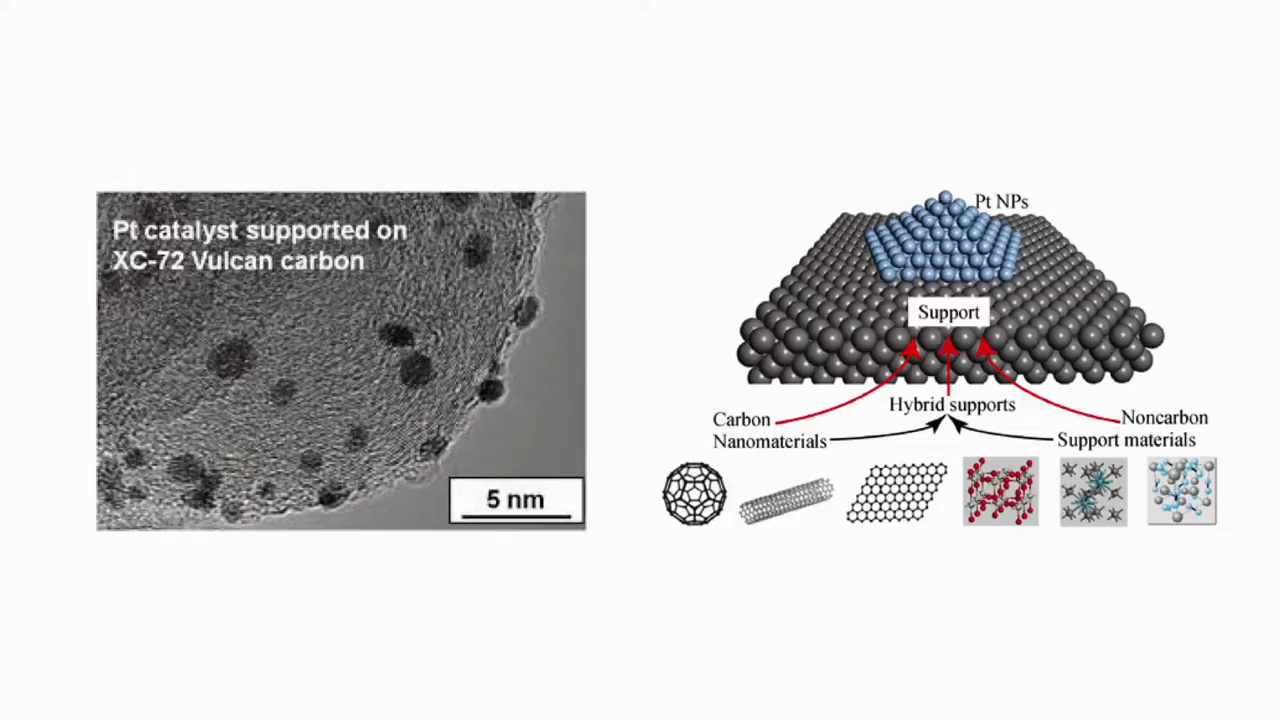 Pt catalyst supported on
XC-72 Vulcan carbon
5 nm
Pt NPs
Support
Hybrid supports
Carbon
Nanomaterials
Noncarbon
Support materials